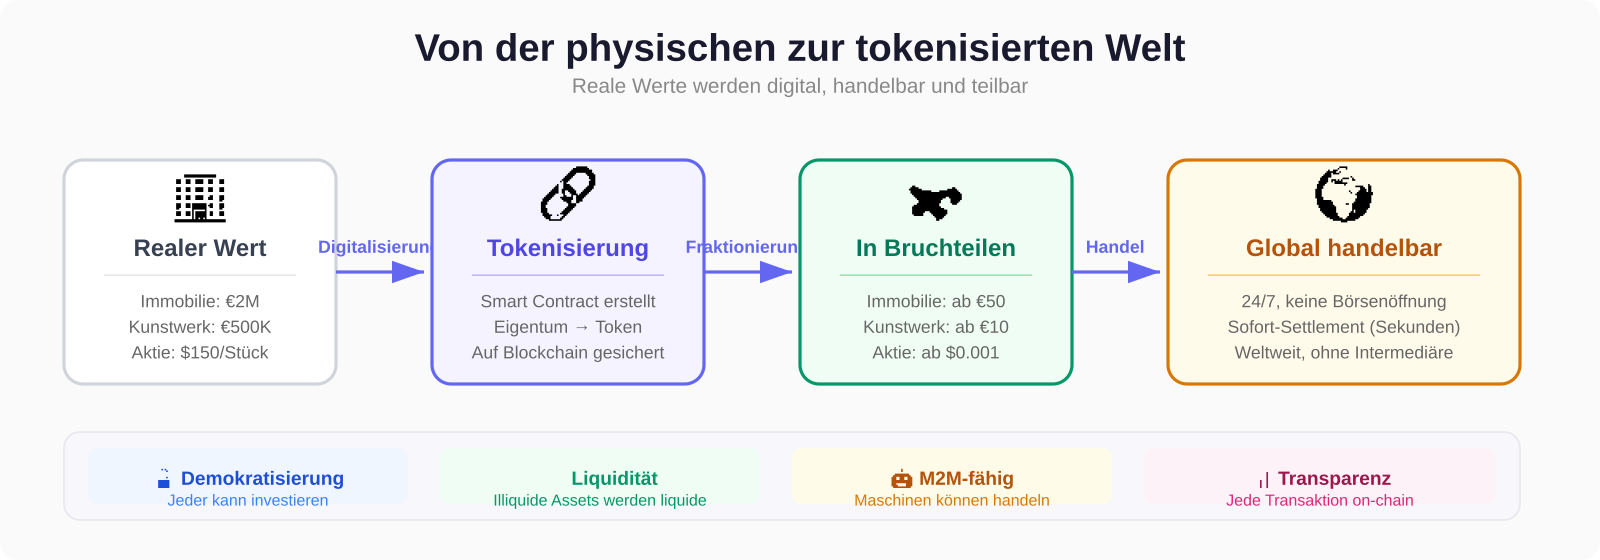 Von der physischen zur tokenisierten Welt
Reale Werte werden digital, handelbar und teilbar
Realer Wert
Immobilie: €2M
Kunstwerk: €500K
Aktie: $150/Stück
Digitalisierun
Tokenisierung
Smart Contract erstellt
Eigentum → Token
Auf Blockchain gesichert
Fraktionierun
In Bruchteilen
Immobilie: ab €50
Kunstwerk: ab €10
Aktie: ab $0.001
Handel
Global handelbar
24/7, keine Börsenöffnung
Sofort-Settlement (Sekunden)
Weltweit, ohne Intermediäre
Demokratisierung
Jeder kann investieren
Liquidität
Illiquide Assets werden liquide
M2M-fähig
Maschinen können handeln
Transparenz
Jede Transaktion on-chain